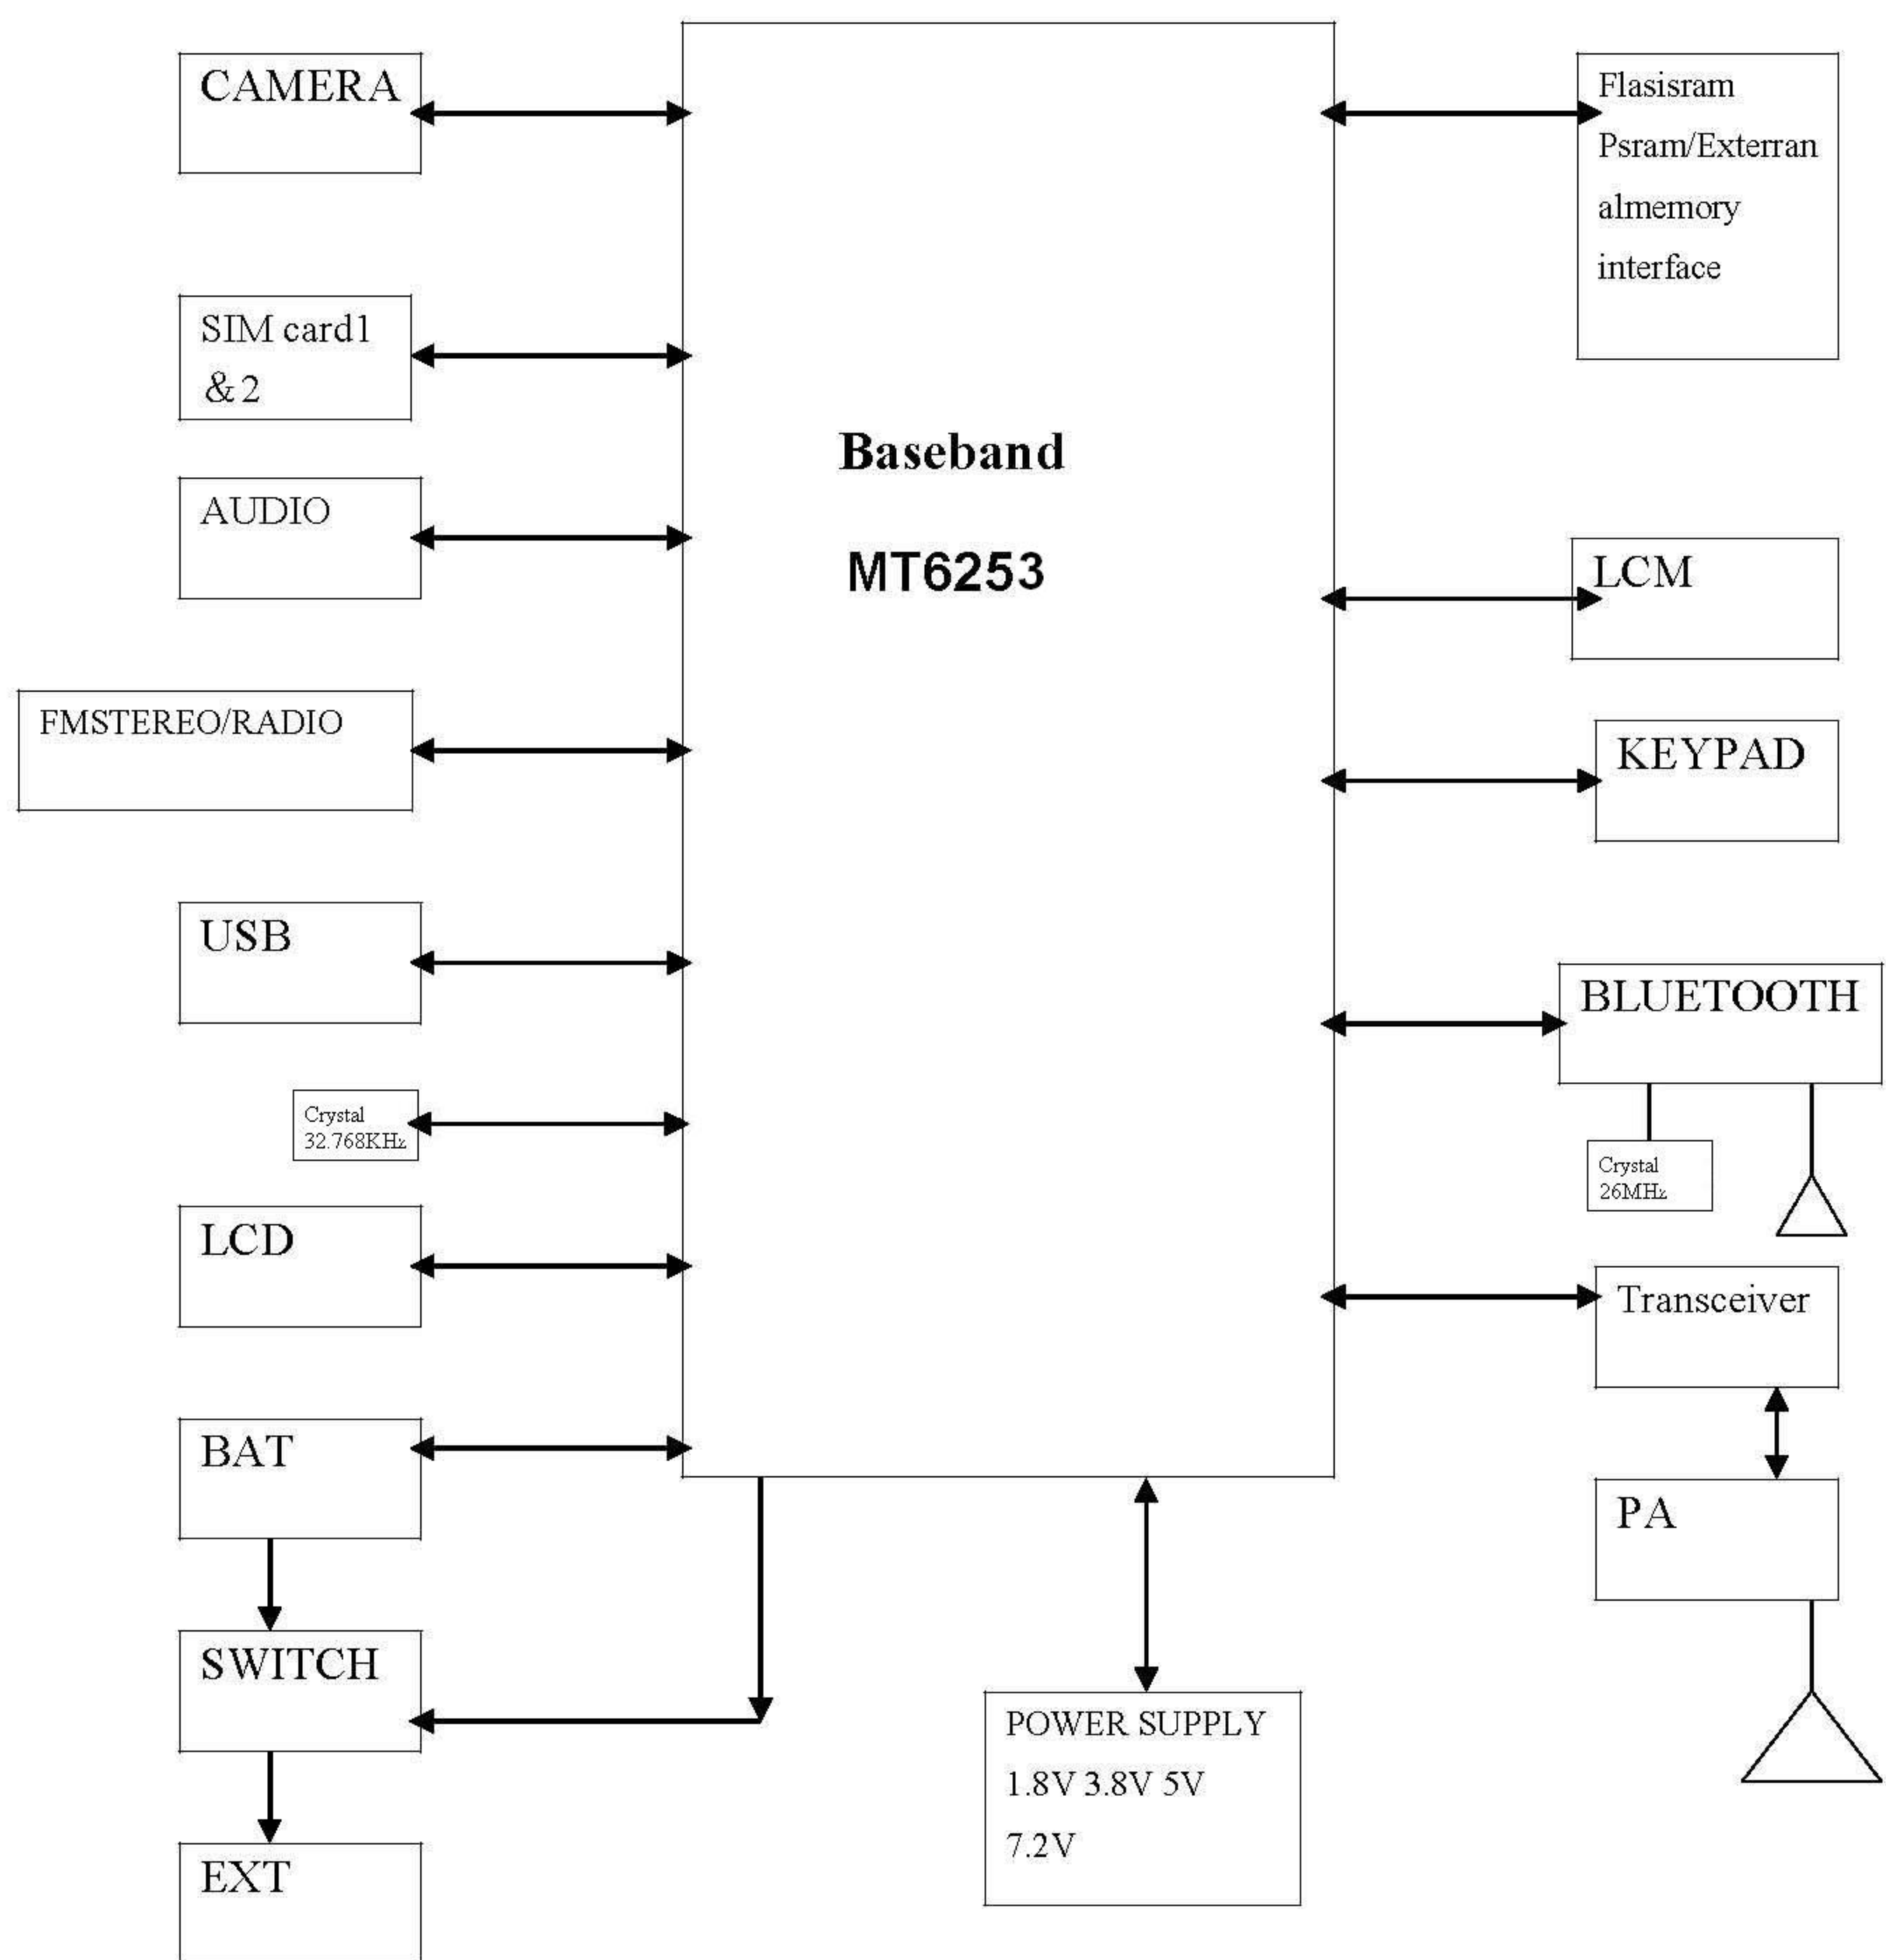 CAMERA
SIM card1
&2
AUDIO
FMSTEREO/RADIO
USB
Crystal
32.768KHz
LCD
BAT
SWITCH
EXT
Baseband
MT6253
POWER SUPPLY
1.8V 3.8V 5V
7.2V
Flasisram
Psram/Exterran
almemory
interface
LCM
KEYPAD
BLUETOOTH
Crystal
26MHz
Transceiver
PA